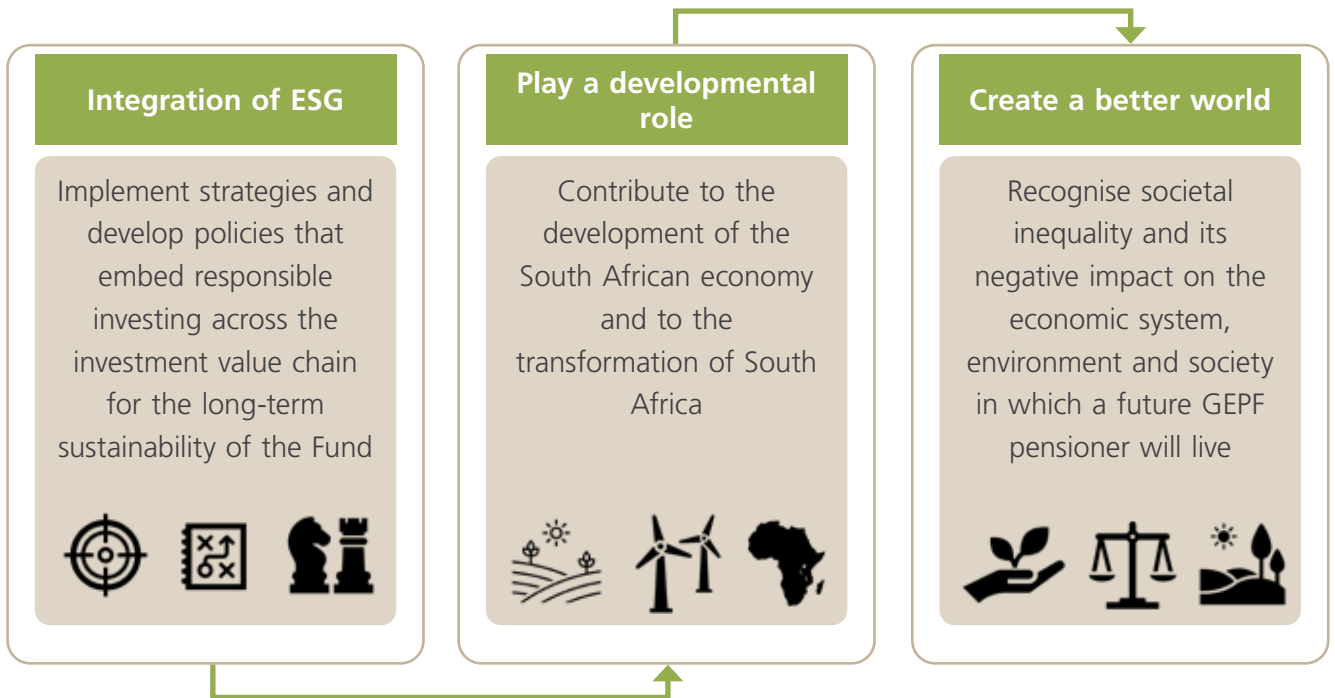 Integration of ESG
Implement strategies and
develop policies that
embed responsible
investing across the
investment value chain
for the long-term
sustainability of the Fund
Play a developmental
role
Contribute to the
development of the
South African economy
and to the
transformation of South
Africa
Create a better world
Recognise societal
inequality and its
negative impact on the
economic system,
environment and society
in which a future GEPF
pensioner will live